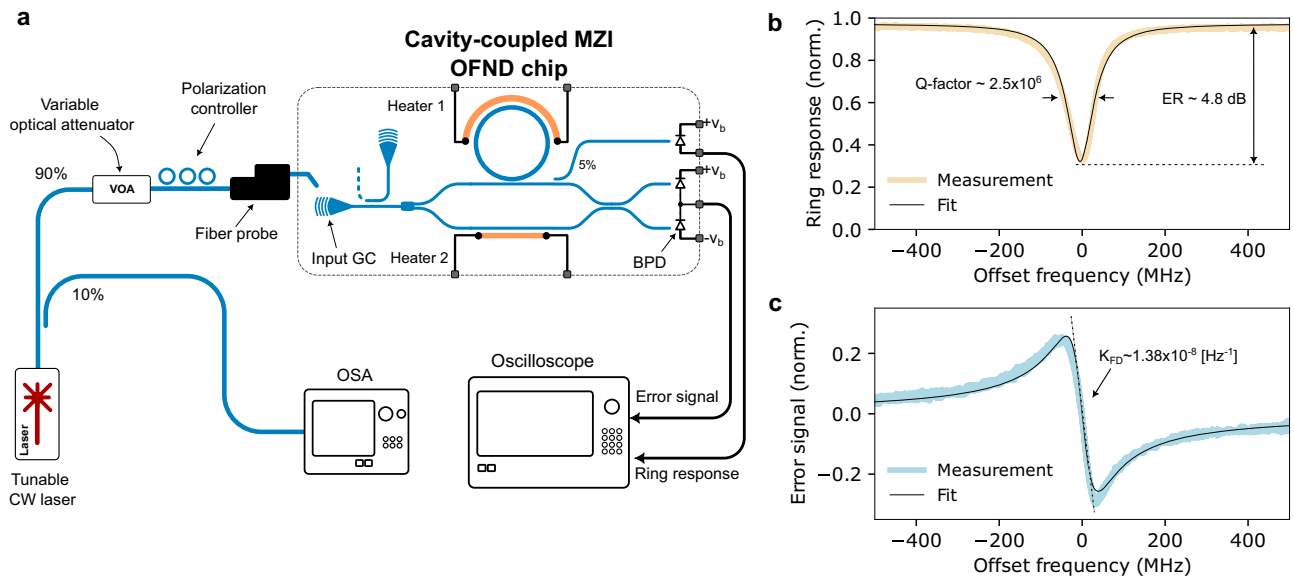 a
Cavity-coupled MZI
OFND chip
Variable
optical attenuator
Polarization
controller
90%
VOA
Fiber probe
Heater 1
5%
+V_b
+V_b
-V_b
Input GC
Heater 2
BPD
10%
Laser
Tunable
CW laser
OSA
Oscilloscope
Error signal
Ring response
b
Ring response (norm.)
1.0
0.8
0.6
0.4
0.2
0.0
Q-factor ~ 2.5x10⁶
ER ~ 4.8 dB
Measurement
Fit
−400
−200
0
200
400
Offset frequency (MHz)
c
Error signal (norm.)
0.2
0.0
−0.2
K_FD~1.38x10⁻⁸ [Hz⁻¹]
Measurement
Fit
−400
−200
0
200
400
Offset frequency (MHz)